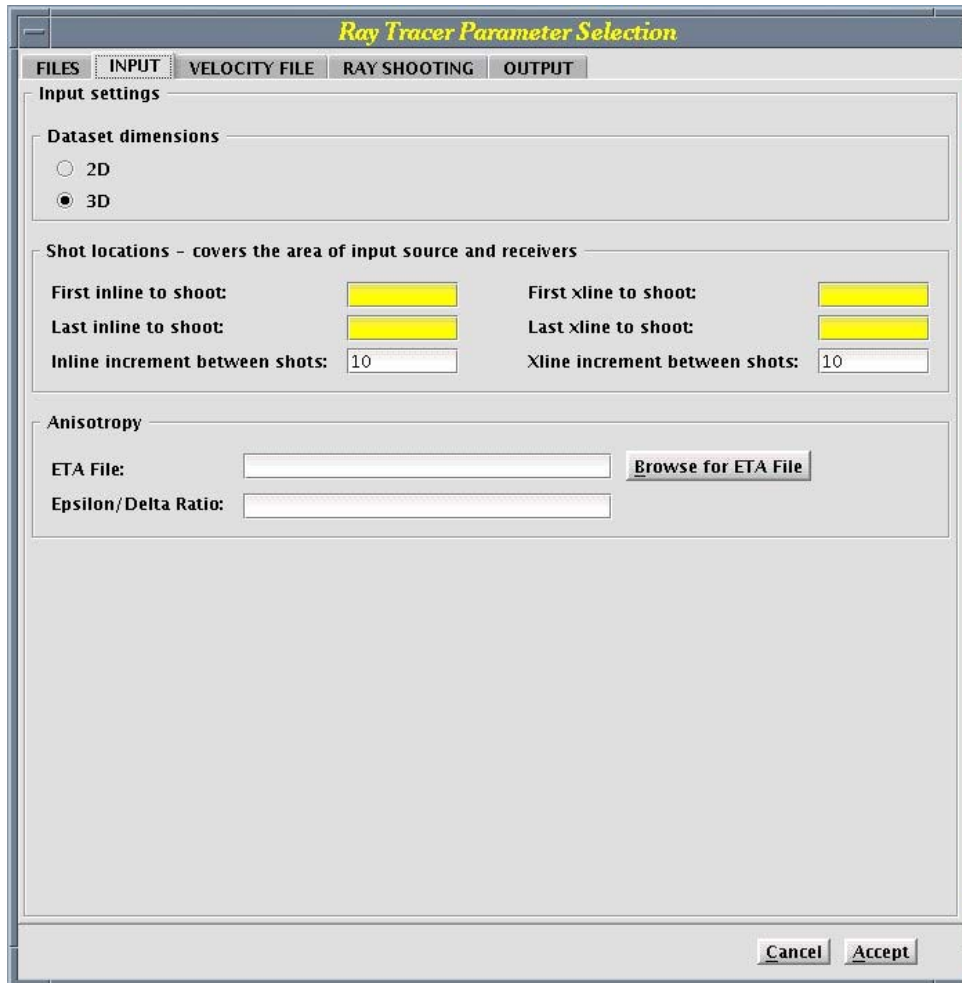 Ray Tracer Parameter Selection
FILES INPUT VELOCITY FILE RAY SHOOTING OUTPUT
Input settings
Dataset dimensions
2D
3D
Shot locations - covers the area of input source and receivers
First inline to shoot: First xline to shoot:
Last inline to shoot: Last xline to shoot:
Inline increment between shots: 10 Xline increment between shots: 10
Anisotropy
ETA File: Browse for ETA File
Epsilon/Delta Ratio:
Cancel Accept